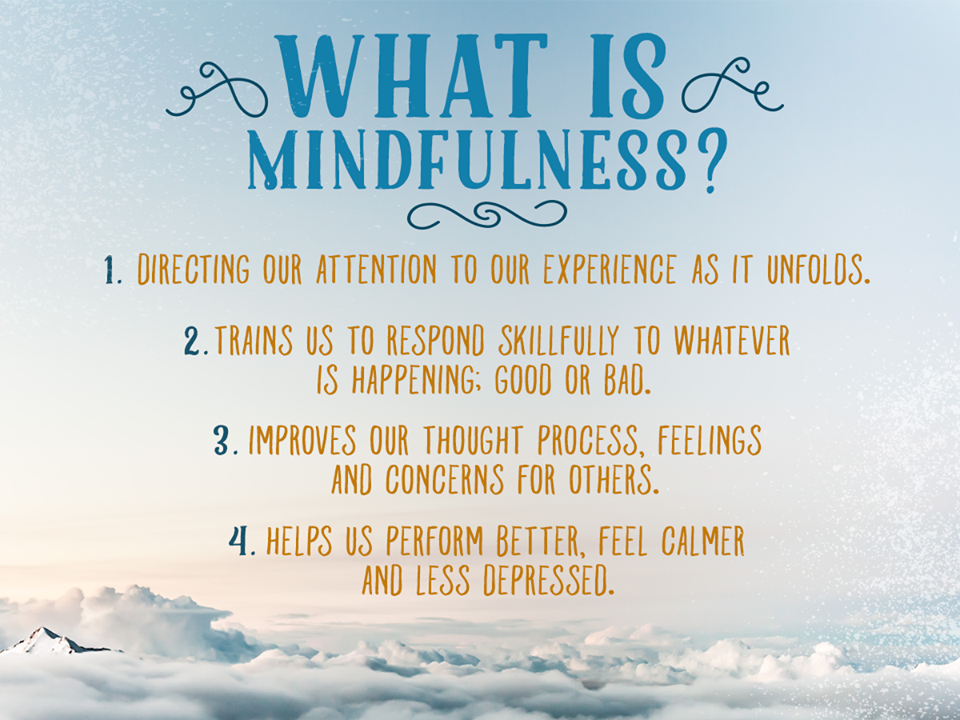 WHAT IS
MINDFULNESS?
1. DIRECTING OUR ATTENTION TO OUR EXPERIENCE AS IT UNFOLDS.
2. TRAINS US TO RESPOND SKILLFULLY TO WHATEVER
IS HAPPENING; GOOD OR BAD.
3. IMPROVES OUR THOUGHT PROCESS, FEELINGS
AND CONCERNS FOR OTHERS.
4. HELPS US PERFORM BETTER, FEEL CALMER
AND LESS DEPRESSED.